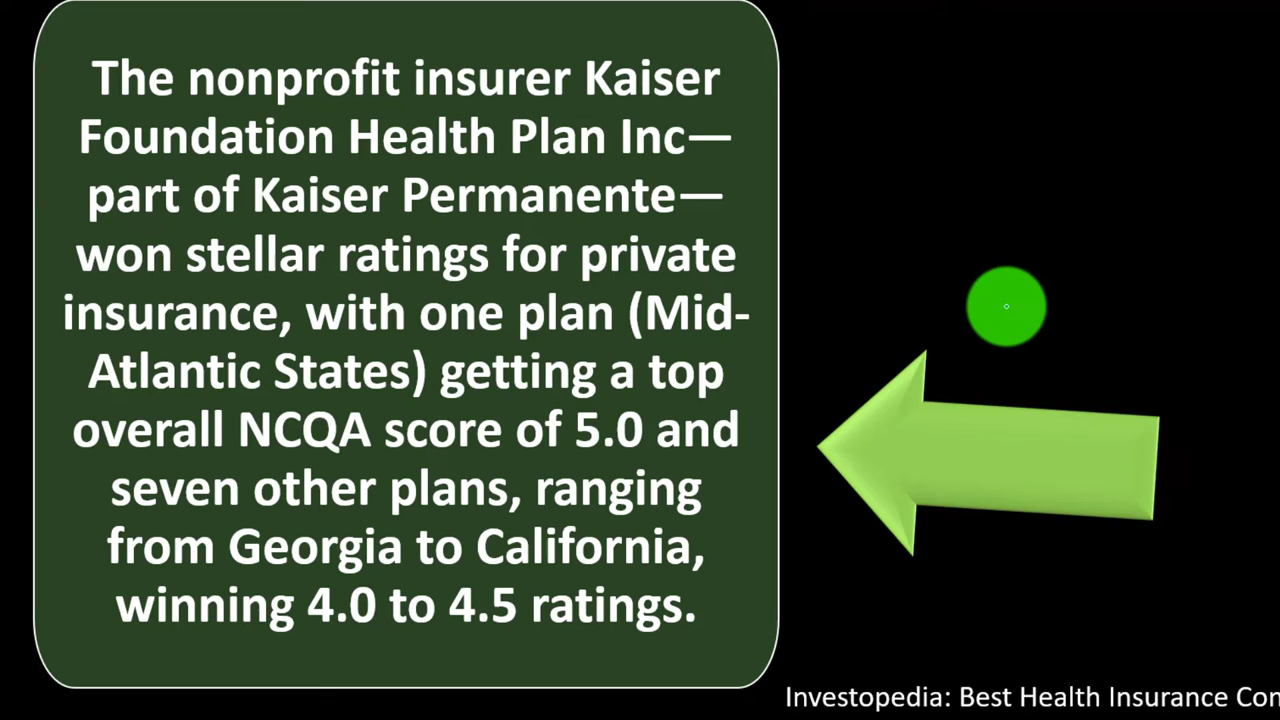 The nonprofit insurer Kaiser
Foundation Health Plan Inc—
part of Kaiser Permanente—
won stellar ratings for private
insurance, with one plan (Mid-
Atlantic States) getting a top
overall NCQA score of 5.0 and
seven other plans, ranging
from Georgia to California,
winning 4.0 to 4.5 ratings.
Investopedia: Best Health Insurance